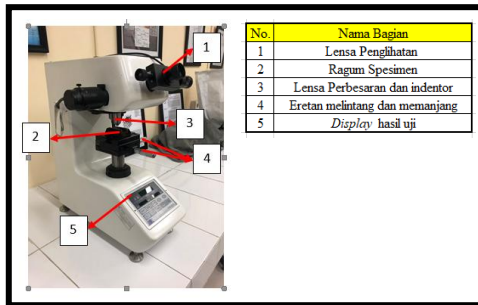 1
2
3
4
5
No. Nama Bagian
1 Lensa Penglihatan
2 Ragum Spesimen
3 Lensa Perbesaran dan indentor
4 Eretan melintang dan memanjang
5 Display hasil uji